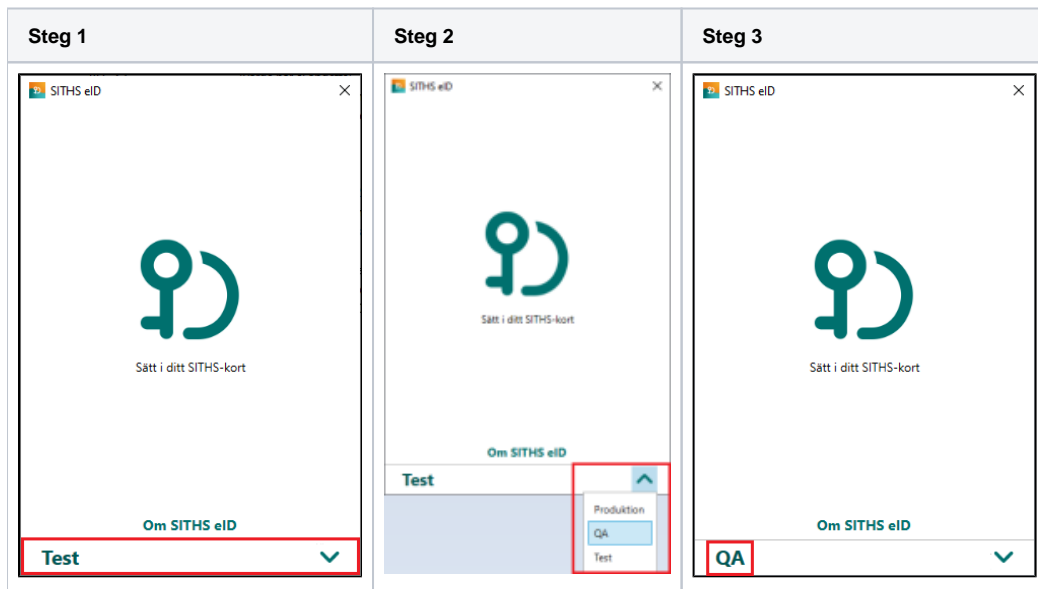 Steg 1
Steg 2
Steg 3
SITHS eID
Sätt i ditt SITHS-kort
Om SITHS eID
Test
SITHS eID
Sätt i ditt SITHS-kort
Om SITHS eID
Test
Produktion
QA
Test
SITHS eID
Sätt i ditt SITHS-kort
Om SITHS eID
QA